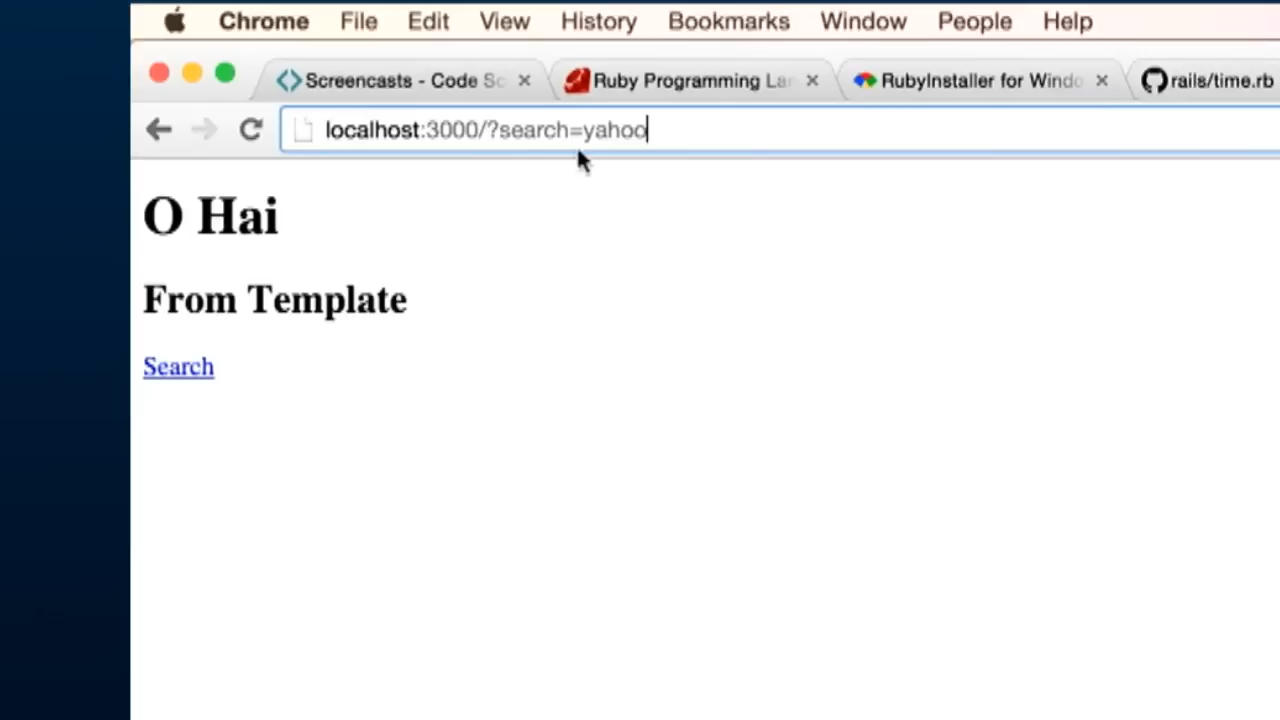 Chrome File Edit View History Bookmarks Window People Help
Screencasts - Code Sc Ruby Programming La RubyInstaller for Windo rails/time.rb
localhost:3000/?search=yahoo
O Hai
From Template
Search